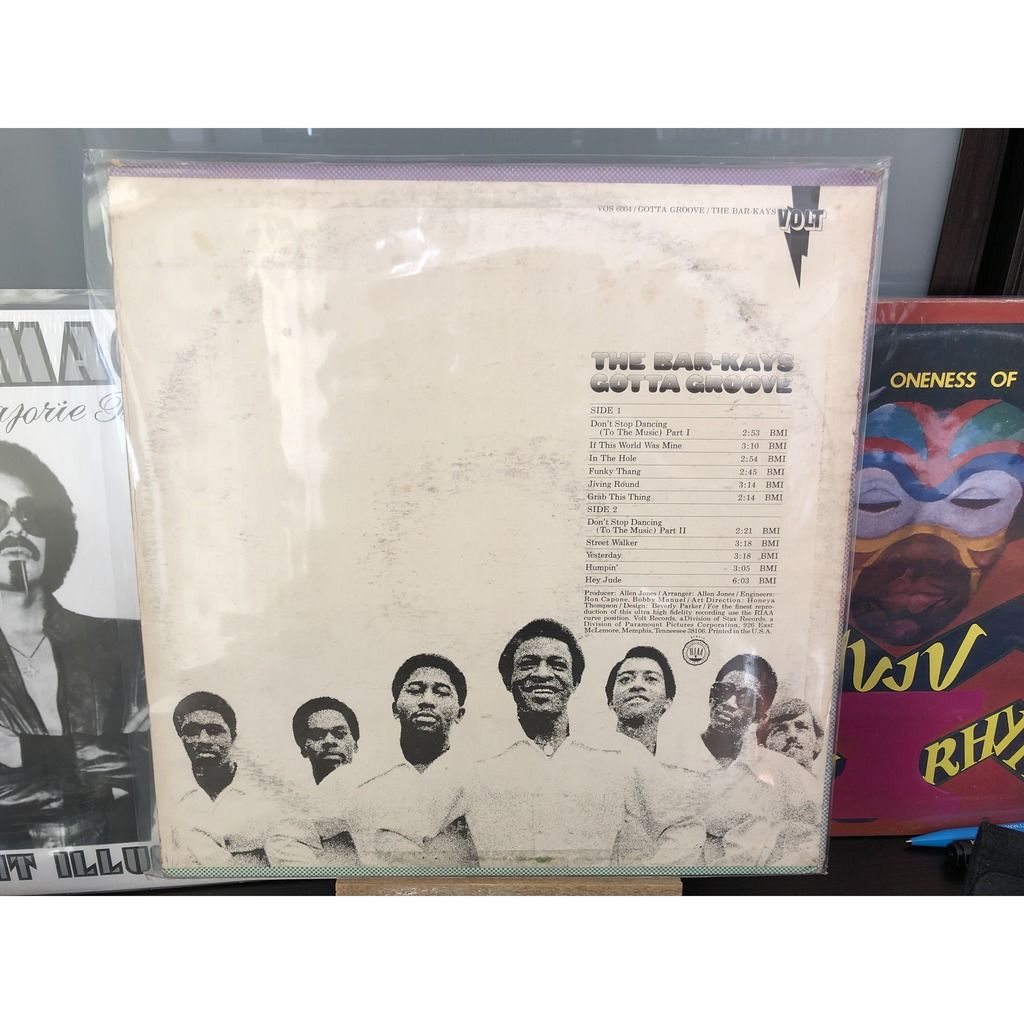 VOS 6004 / GOTTA GROOVE / THE BAR-KAYS
VOLT
THE BAR-KAYS
GOTTA GROOVE
SIDE 1
Don't Stop Dancing
(To The Music) Part I 2:53 BMI
If This World Was Mine 3:10 BMI
In The Hole 2:54 BMI
Funky Thang 2:45 BMI
Jiving Round 3:14 BMI
Grab This Thing 2:14 BMI
SIDE 2
Don't Stop Dancing
(To The Music) Part II 2:21 BMI
Street Walker 3:18 BMI
Yesterday 3:18 BMI
Humpin' 3:05 BMI
Hey Jude 6:03 BMI
Producer: Allen Jones / Arranger: Allen Jones / Engineers:
Ron Capone, Bobby Manuel / Art Direction: Honeya
Thompson / Design: Beverly Parker / For the finest repro-
duction of this ultra high fidelity recording use the RIAA
curve position. Volt Records, a Division of Stax Records, a
Division of Paramount Pictures Corporation, 926 East
McLemore, Memphis, Tennessee 38106. Printed in the U.S.A.
RIAA
MA
rjorie
IT ILLU
ONENESS OF
JVJV
RHY